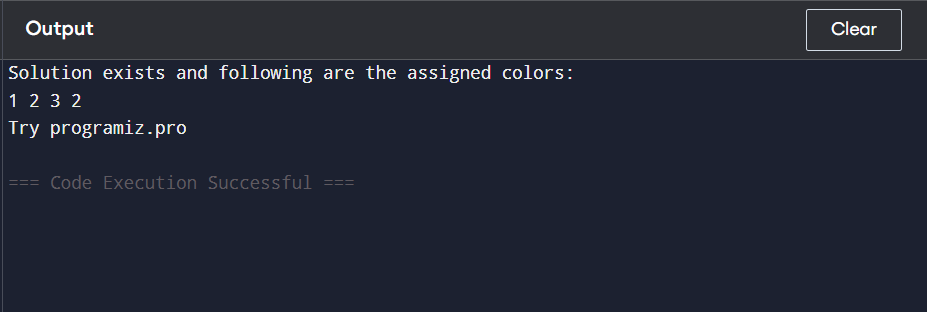 Output
Clear
Solution exists and following are the assigned colors:
1 2 3 2
Try programiz.pro
=== Code Execution Successful ===